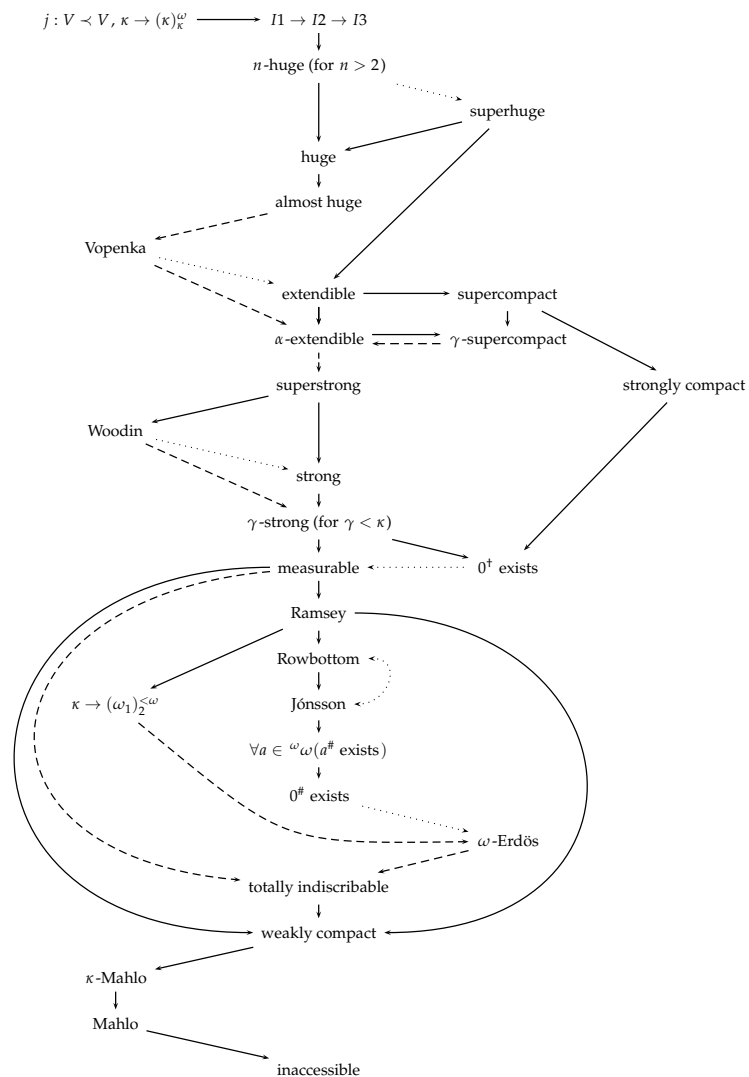 j : V ≺ V, κ → (κ)^ω_κ I1 → I2 → I3
n-huge (for n > 2)
superhuge
huge
almost huge
Vopenka
extendible supercompact
α-extendible γ-supercompact
superstrong strongly compact
Woodin
strong
γ-strong (for γ < κ)
measurable 0† exists
Ramsey
Rowbottom
κ → (ω₁)₂^<ω Jónsson
∀a ∈ ^ωω(a^# exists)
0^# exists
ω-Erdös
totally indiscribable
weakly compact
κ-Mahlo
Mahlo
inaccessible